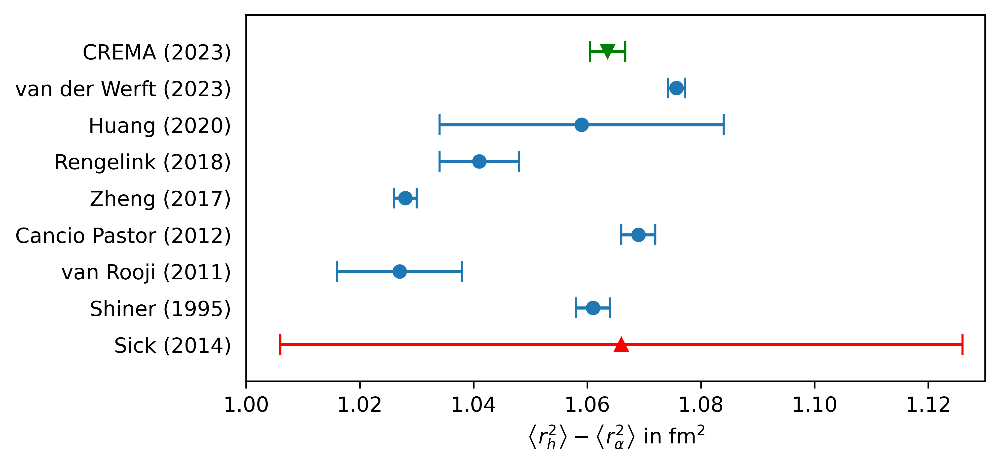 CREMA (2023)
van der Werft (2023)
Huang (2020)
Rengelink (2018)
Zheng (2017)
Cancio Pastor (2012)
van Rooji (2011)
Shiner (1995)
Sick (2014)
1.00 1.02 1.04 1.06 1.08 1.10 1.12
⟨r_h^2⟩ − ⟨r_α^2⟩ in fm^2